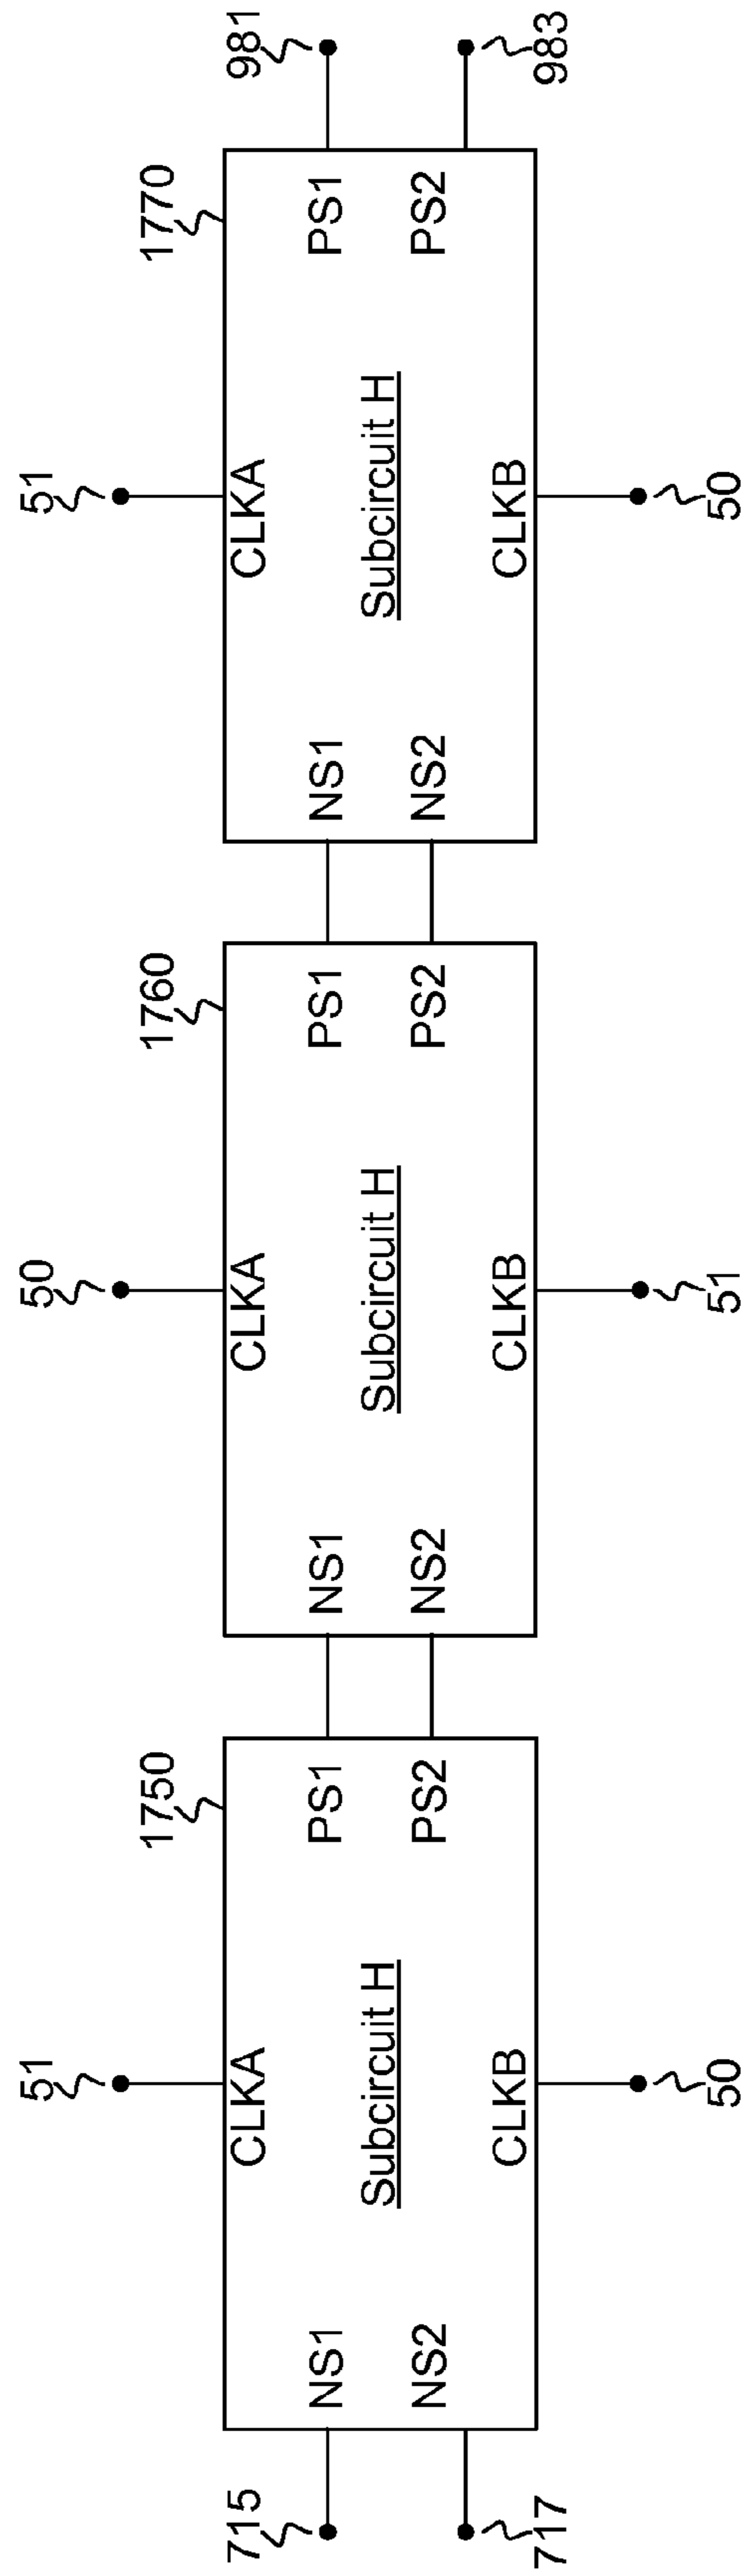 51
50
51
1750
1760
1770
715
CLKA
CLKA
CLKA
981
NS1
PS1
NS1
PS1
NS1
PS1
Subcircuit H
Subcircuit H
Subcircuit H
NS2
PS2
NS2
PS2
NS2
PS2
CLKB
CLKB
CLKB
717
983
50
51
50